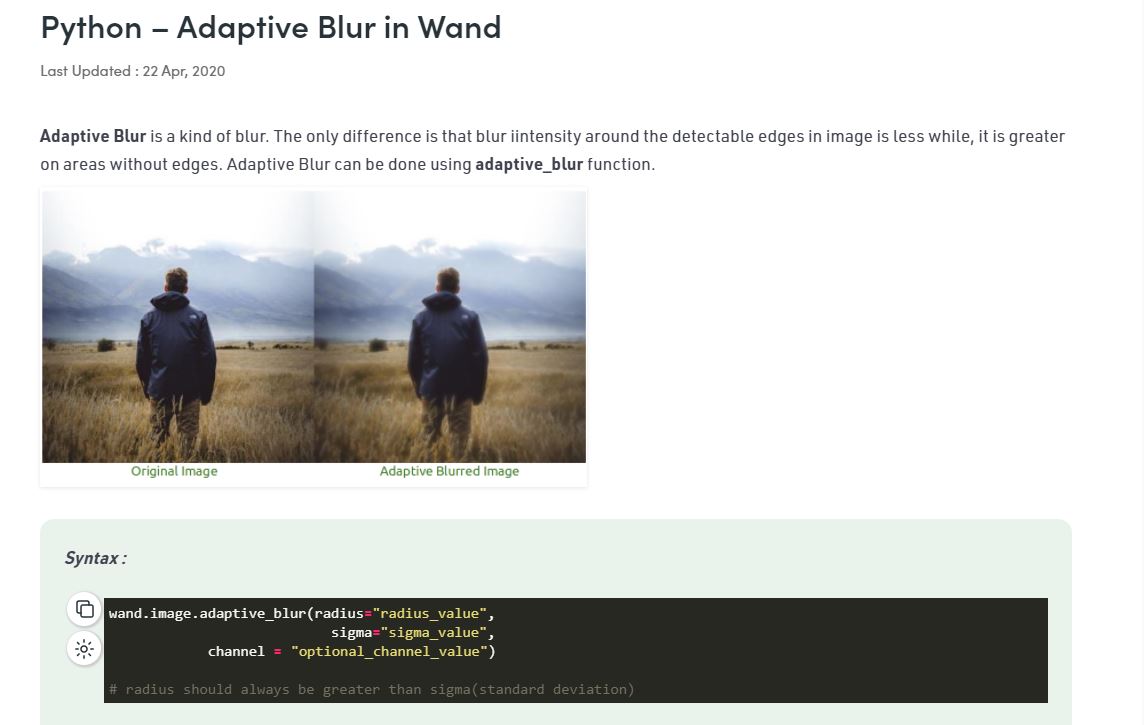 Python – Adaptive Blur in Wand
Last Updated : 22 Apr, 2020
Adaptive Blur is a kind of blur. The only difference is that blur iintensity around the detectable edges in image is less while, it is greater
on areas without edges. Adaptive Blur can be done using adaptive_blur function.
Original Image
Adaptive Blurred Image
Syntax :
wand.image.adaptive_blur(radius="radius_value",
sigma="sigma_value",
channel = "optional_channel_value")
# radius should always be greater than sigma(standard deviation)